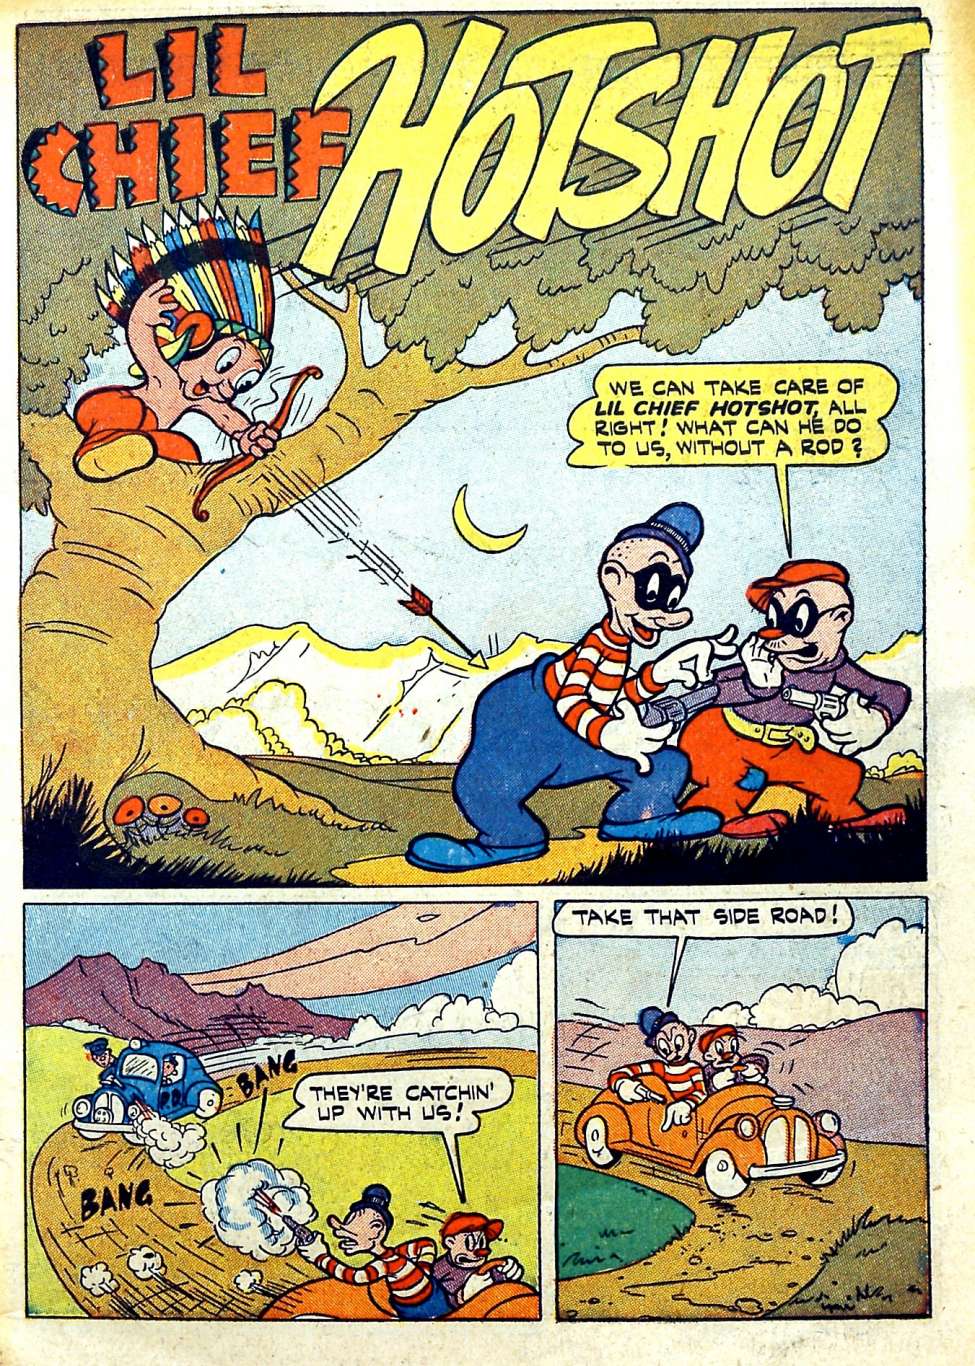 LIL
CHIEF HOTSHOT
WE CAN TAKE CARE OF
LIL CHIEF HOTSHOT, ALL
RIGHT! WHAT CAN HE DO
TO US, WITHOUT A ROD?
BANG
THEY'RE CATCHIN'
UP WITH US!
P.D.
BANG
TAKE THAT SIDE ROAD!